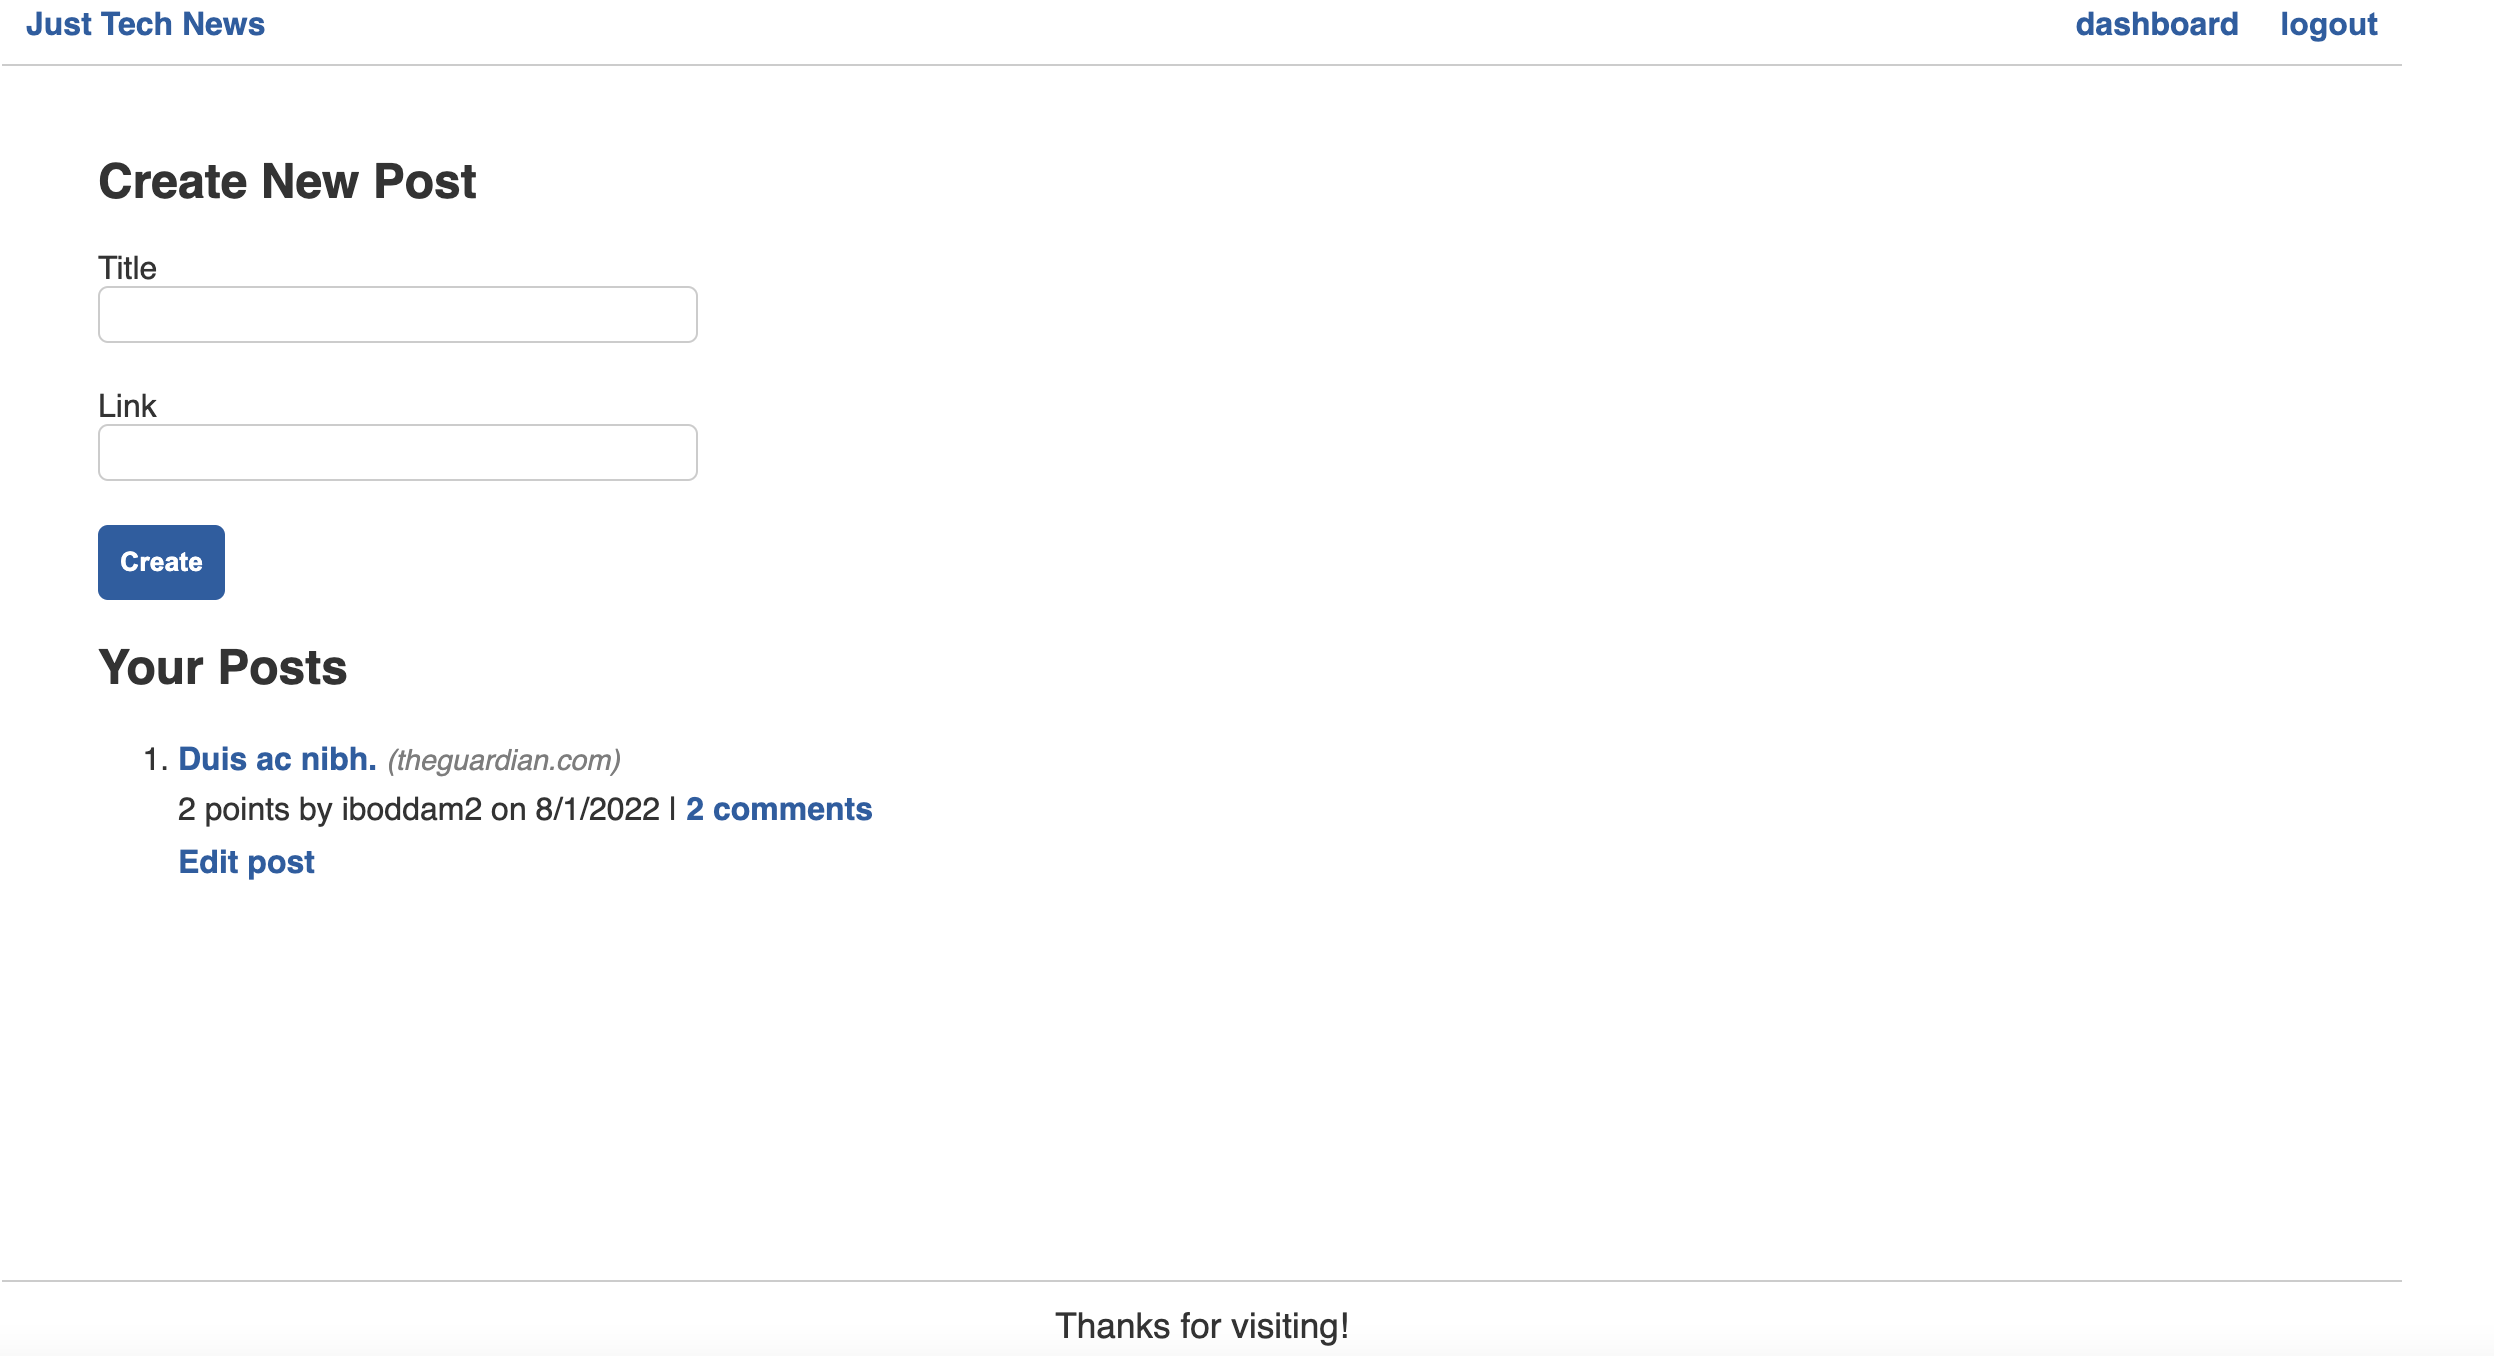 Just Tech News dashboard logout
Create New Post
Title
Link
Create
Your Posts
1. Duis ac nibh. (theguardian.com)
2 points by iboddam2 on 8/1/2022 | 2 comments
Edit post
Thanks for visiting!